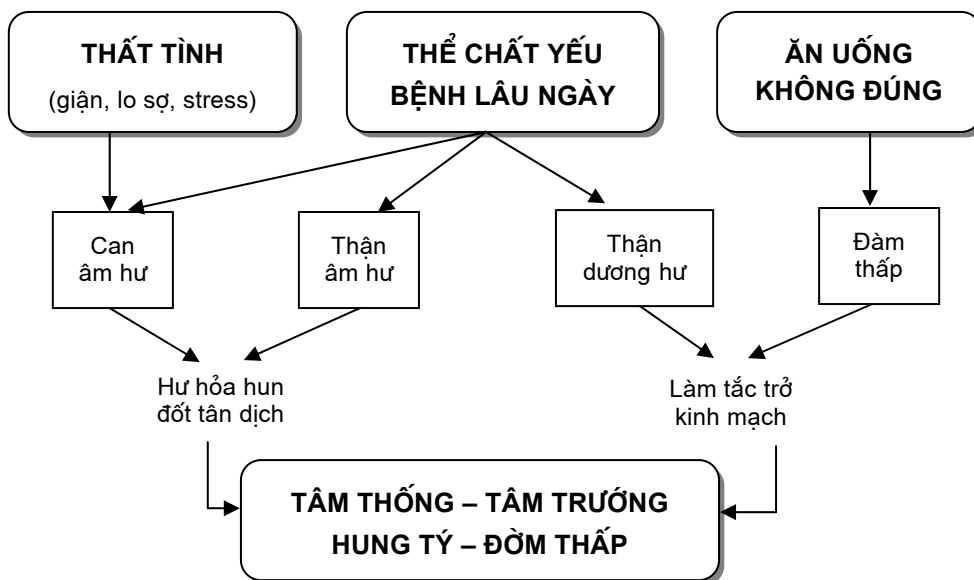 THẤT TÌNH
(giận, lo sợ, stress)
THỂ CHẤT YẾU
BỆNH LÂU NGÀY
ĂN UỐNG
KHÔNG ĐÚNG
Can
âm hư
Thận
âm hư
Thận
dương hư
Đàm
thấp
Hư hỏa hun
đốt tân dịch
Làm tắc trở
kinh mạch
TÂM THỐNG – TÂM TRƯỚNG
HUNG TÝ – ĐỜM THẤP